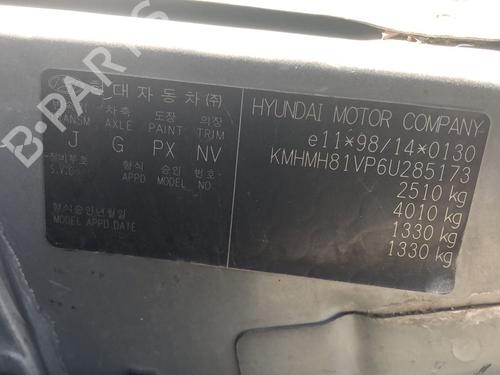 현대자동차(주)
TRANSM. AXLE PAINT TRIM
차축 도장 외장
J G PX NV
형식 승인 번호
S.V.C APPD MODEL NO.
형식승인년월일
MODEL APPD.DATE
HYUNDAI MOTOR COMPANY
e11*98/14*0130
KMHMH81VP6U285173
2510 kg
4010 kg
1330 kg
1330 kg
B-PARTS